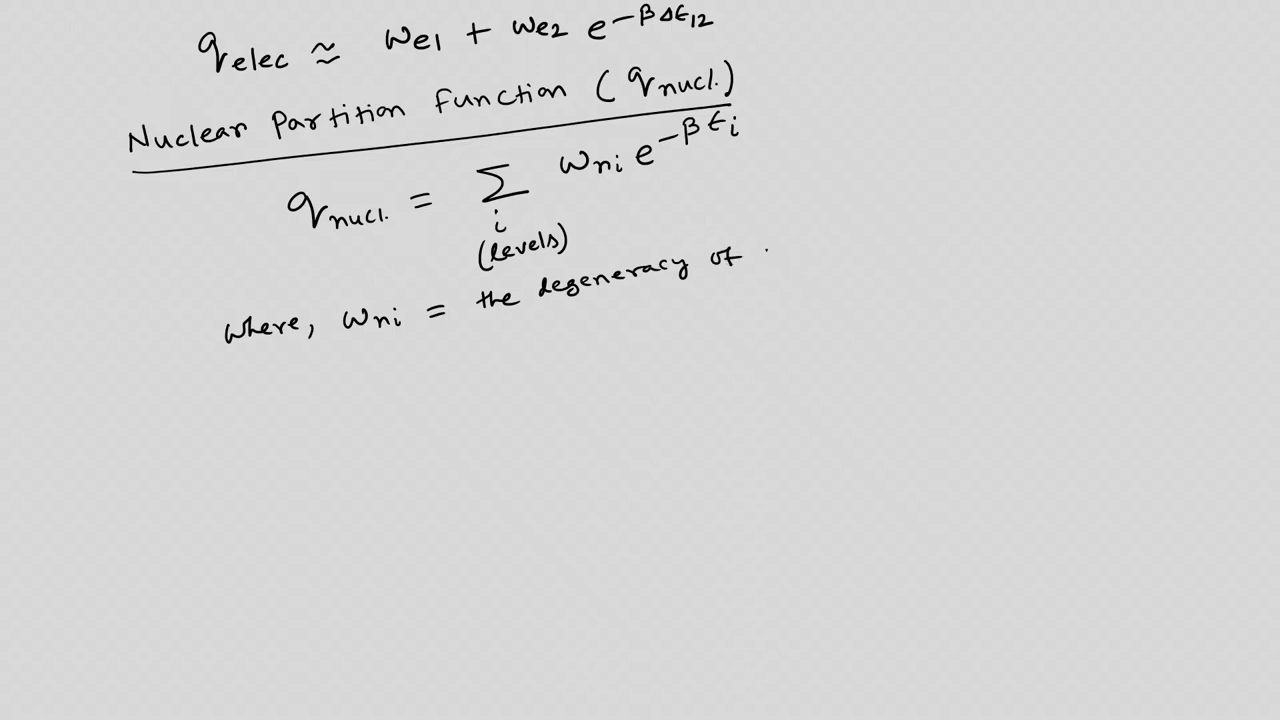 q_elec ≈ ω_e1 + ω_e2 e^{-βΔϵ_12}
Nuclear Partition Function (q_nucl.)
q_nucl. = Σ_i ω_ni e^{-βϵ_i}
(levels)
where, ω_ni = the degeneracy of